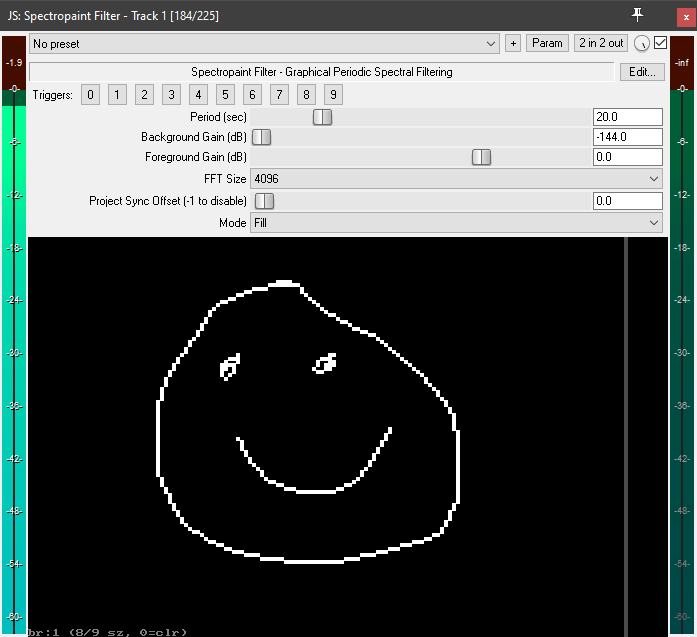 JS: Spectropaint Filter - Track 1 [184/225]
No preset + Param 2 in 2 out
-1.9 -inf
Spectropaint Filter - Graphical Periodic Spectral Filtering Edit...
-0- -0-
Triggers: 0 1 2 3 4 5 6 7 8 9
Period (sec) 20.0
-6- -6-
Background Gain (dB) -144.0
Foreground Gain (dB) 0.0
FFT Size 4096
-12- -12-
Project Sync Offset (-1 to disable) 0.0
Mode Fill
-18- -18-
-24- -24-
-30- -30-
-36- -36-
-42- -42-
-48- -48-
-54- -54-
-60- -60-
br:1 (8/9 sz, 0=clr)